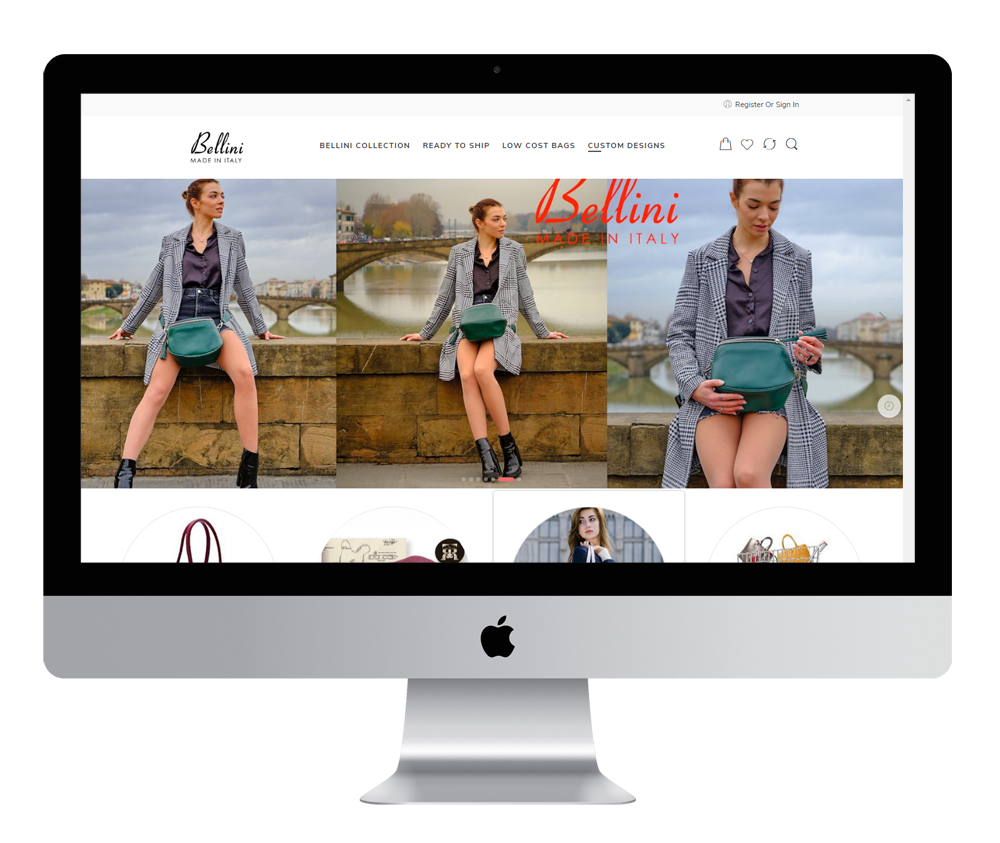 Register Or Sign In
Bellini
MADE IN ITALY
BELLINI COLLECTION
READY TO SHIP
LOW COST BAGS
CUSTOM DESIGNS
Bellini
MADE IN ITALY